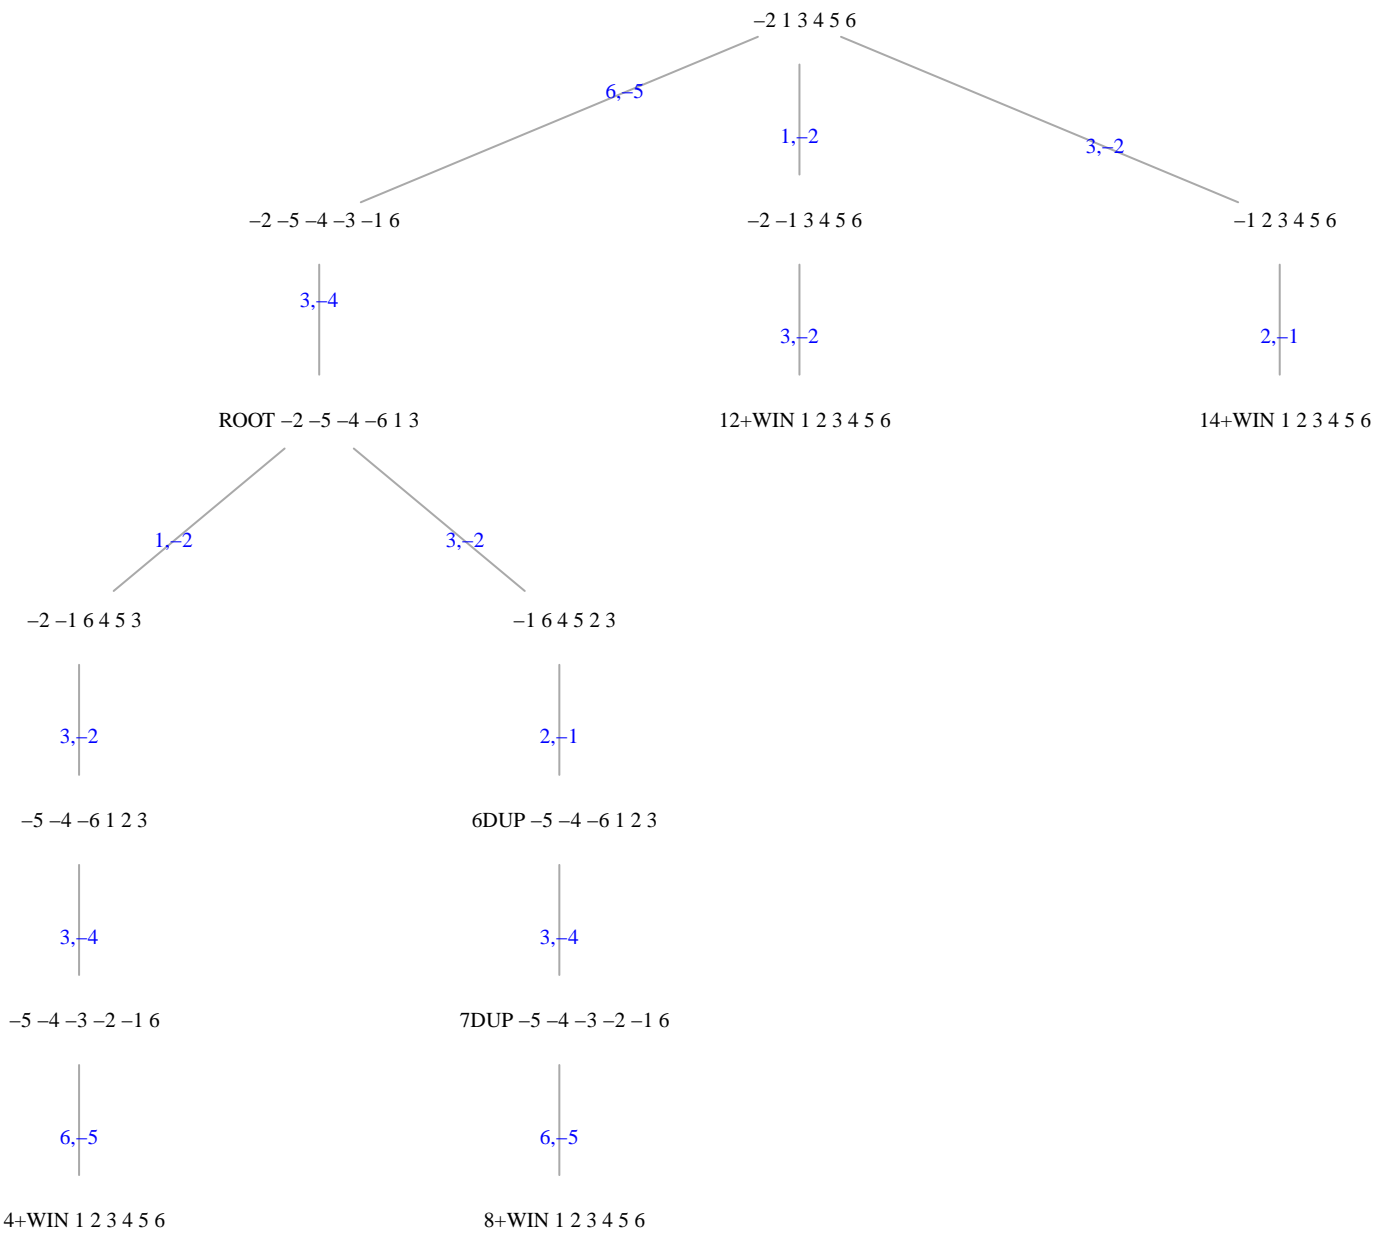 –2 1 3 4 5 6
6,–5
1,–2
3,–2
–2 –5 –4 –3 –1 6
–2 –1 3 4 5 6
–1 2 3 4 5 6
3,–4
3,–2
2,–1
ROOT –2 –5 –4 –6 1 3
12+WIN 1 2 3 4 5 6
14+WIN 1 2 3 4 5 6
1,–2
3,–2
–2 –1 6 4 5 3
–1 6 4 5 2 3
3,–2
2,–1
–5 –4 –6 1 2 3
6DUP –5 –4 –6 1 2 3
3,–4
3,–4
–5 –4 –3 –2 –1 6
7DUP –5 –4 –3 –2 –1 6
6,–5
6,–5
4+WIN 1 2 3 4 5 6
8+WIN 1 2 3 4 5 6